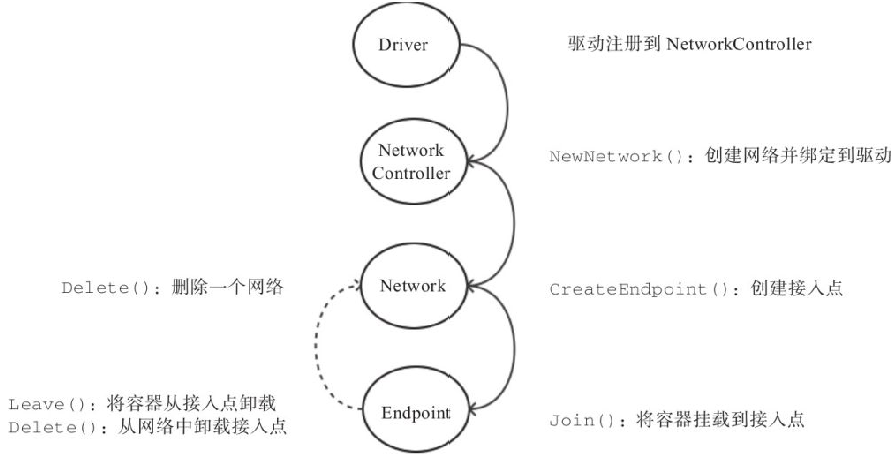 Driver
驱动注册到 NetworkController
Network
Controller
NewNetwork()：创建网络并绑定到驱动
Delete()：删除一个网络
Network
CreateEndpoint()：创建接入点
Leave()：将容器从接入点卸载
Delete()：从网络中卸载接入点
Endpoint
Join()：将容器挂载到接入点